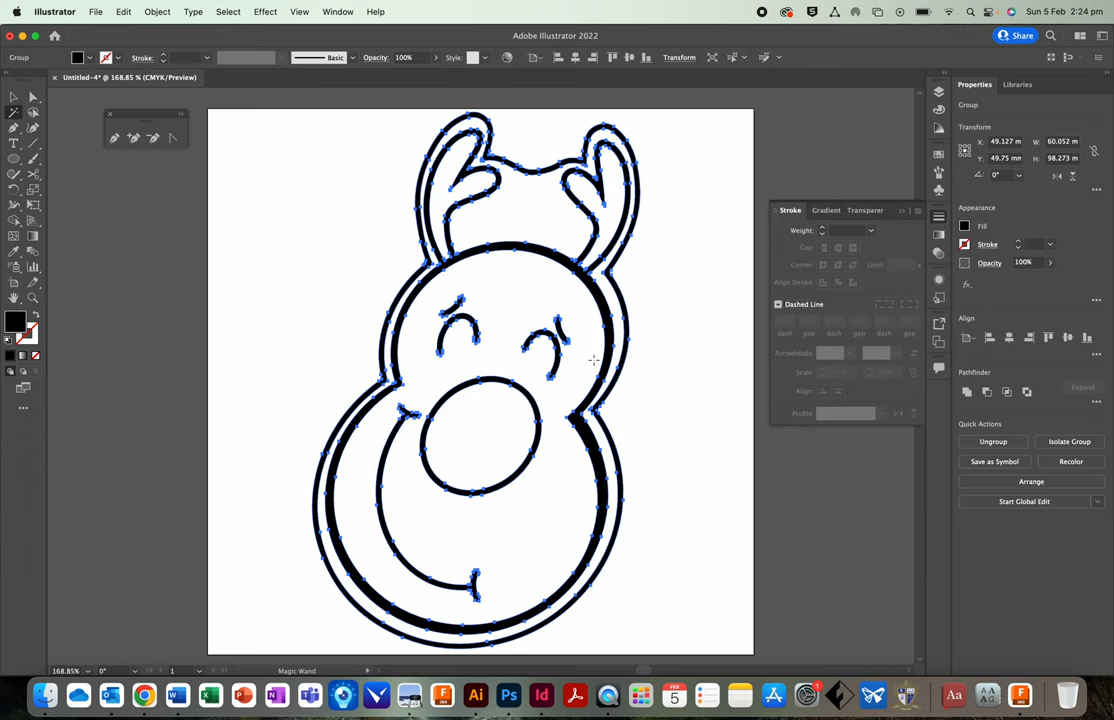 Illustrator File Edit Object Type Select Effect View Window Help Sun 5 Feb 2:24 pm
Adobe Illustrator 2022 Share
Group Stroke: Basic Opacity: 100% Style: Transform
× Untitled-4* @ 168.85 % (CMYK/Preview)
Properties Libraries
Group
Transform
X: 49.127 m W: 60.052 m
Y: 49.75 mm H: 98.273 m
0°
Appearance
Fill
Stroke
Opacity 100%
fx.
Align
Pathfinder
Expand
Quick Actions
Ungroup Isolate Group
Save as Symbol Recolor
Arrange
Start Global Edit
Stroke Gradient Transparer
Weight:
Cap:
Corner: Limit:
Align Stroke:
Dashed Line
dash gap dash gap dash gap
Arrowheads:
Scale:
Align:
Profile:
168.85% 0° 1 Magic Wand
FEB
5
Ai Ps Id Aa